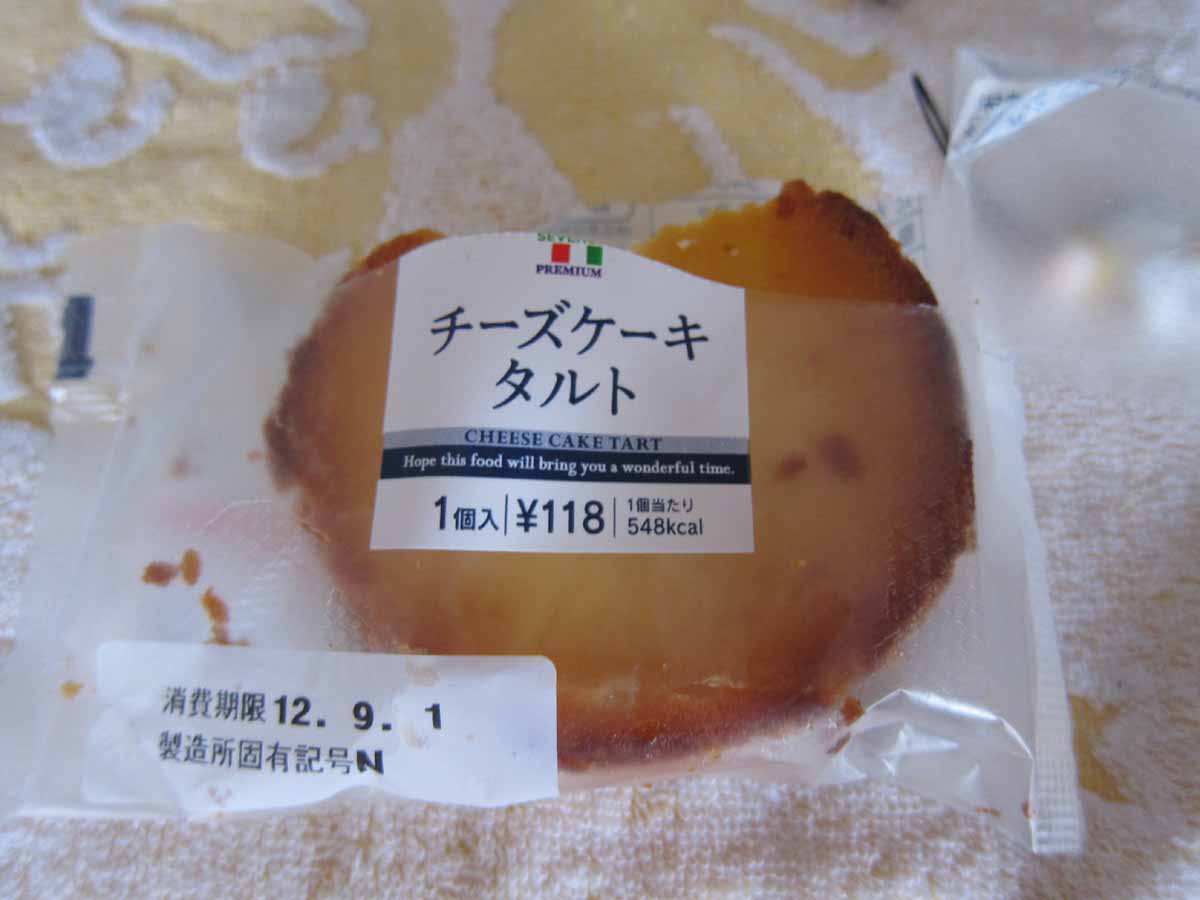 PREMIUM
チーズケーキ
タルト
CHEESE CAKE TART
Hope this food will bring you a wonderful time.
1個入 ¥118 1個当たり
548kcal
消費期限 12. 9. 1
製造所固有記号N